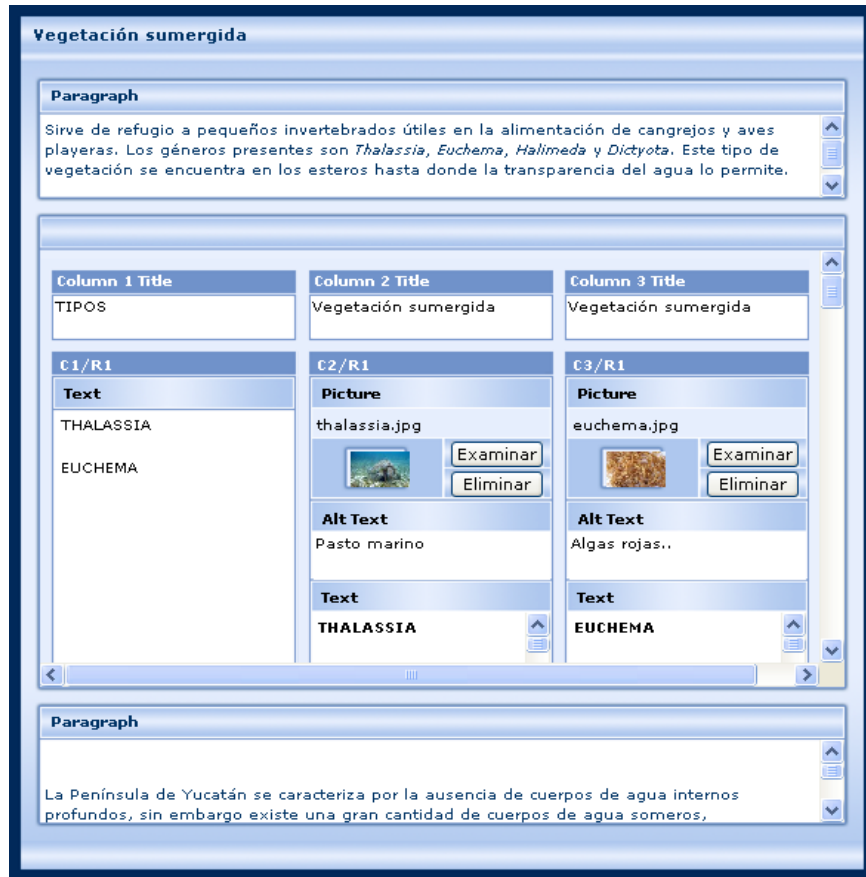 Vegetación sumergida
Paragraph
Sirve de refugio a pequeños invertebrados útiles en la alimentación de cangrejos y aves
playeras. Los géneros presentes son Thalassia, Euchema, Halimeda y Dictyota. Este tipo de
vegetación se encuentra en los esteros hasta donde la transparencia del agua lo permite.
Column 1 Title
Column 2 Title
Column 3 Title
TIPOS
Vegetación sumergida
Vegetación sumergida
C1/R1
C2/R1
C3/R1
Text
Picture
Picture
THALASSIA
thalassia.jpg
euchema.jpg
Examinar
Examinar
EUCHEMA
Eliminar
Eliminar
Alt Text
Alt Text
Pasto marino
Algas rojas..
Text
Text
THALASSIA
EUCHEMA
Paragraph
La Península de Yucatán se caracteriza por la ausencia de cuerpos de agua internos
profundos, sin embargo existe una gran cantidad de cuerpos de agua someros,